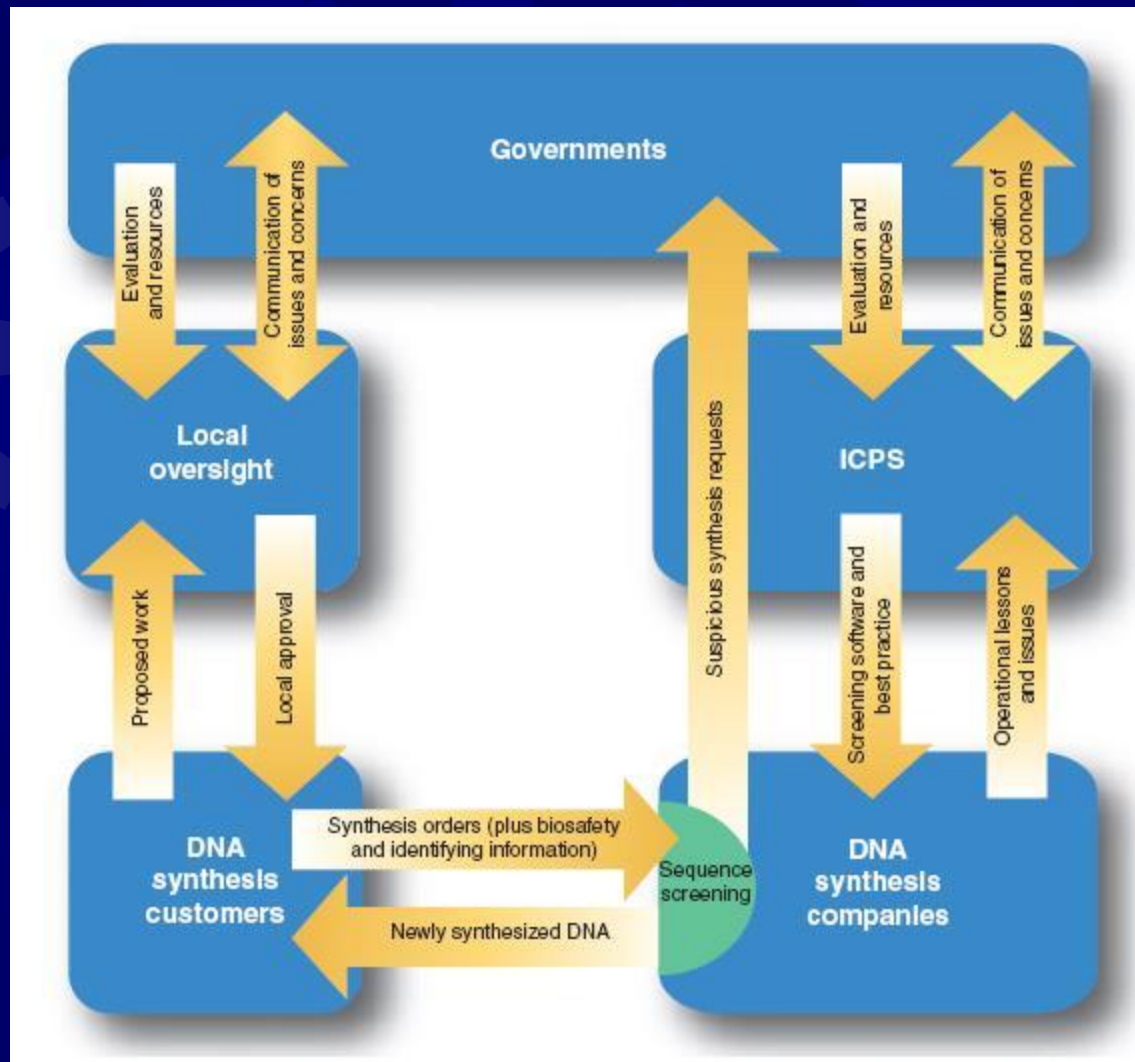 Governments
Evaluation
and resources
Communication of
issues and concerns
Evaluation and
resources
Communication of
issues and concerns
Local
oversight
Suspicious synthesis requests
ICPS
Proposed work
Local approval
Screening software and
best practice
Operational lessons
and issues
DNA
synthesis
customers
Synthesis orders (plus biosafety
and identifying information)
Newly synthesized DNA
Sequence
screening
DNA
synthesis
companies